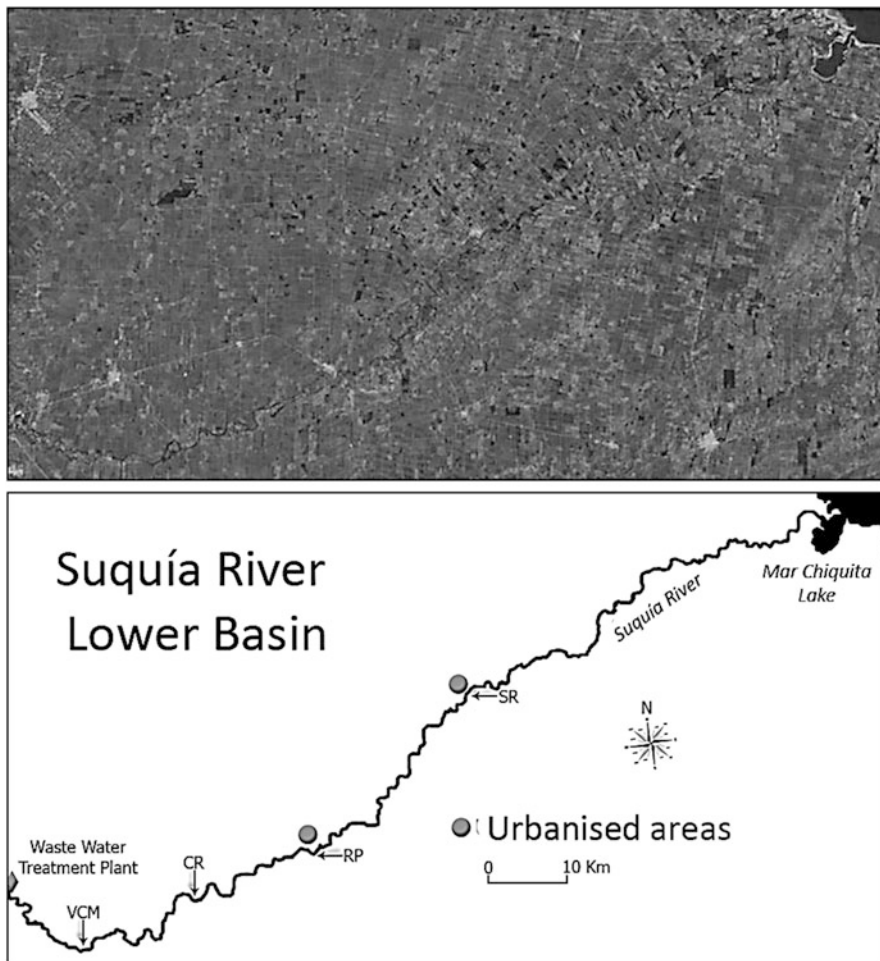 Suquía River
Lower Basin
Mar Chiquita
Lake
Suquía River
SR
N
Urbanised areas
0 10 Km
Waste Water
Treatment Plant
CR
RP
VCM